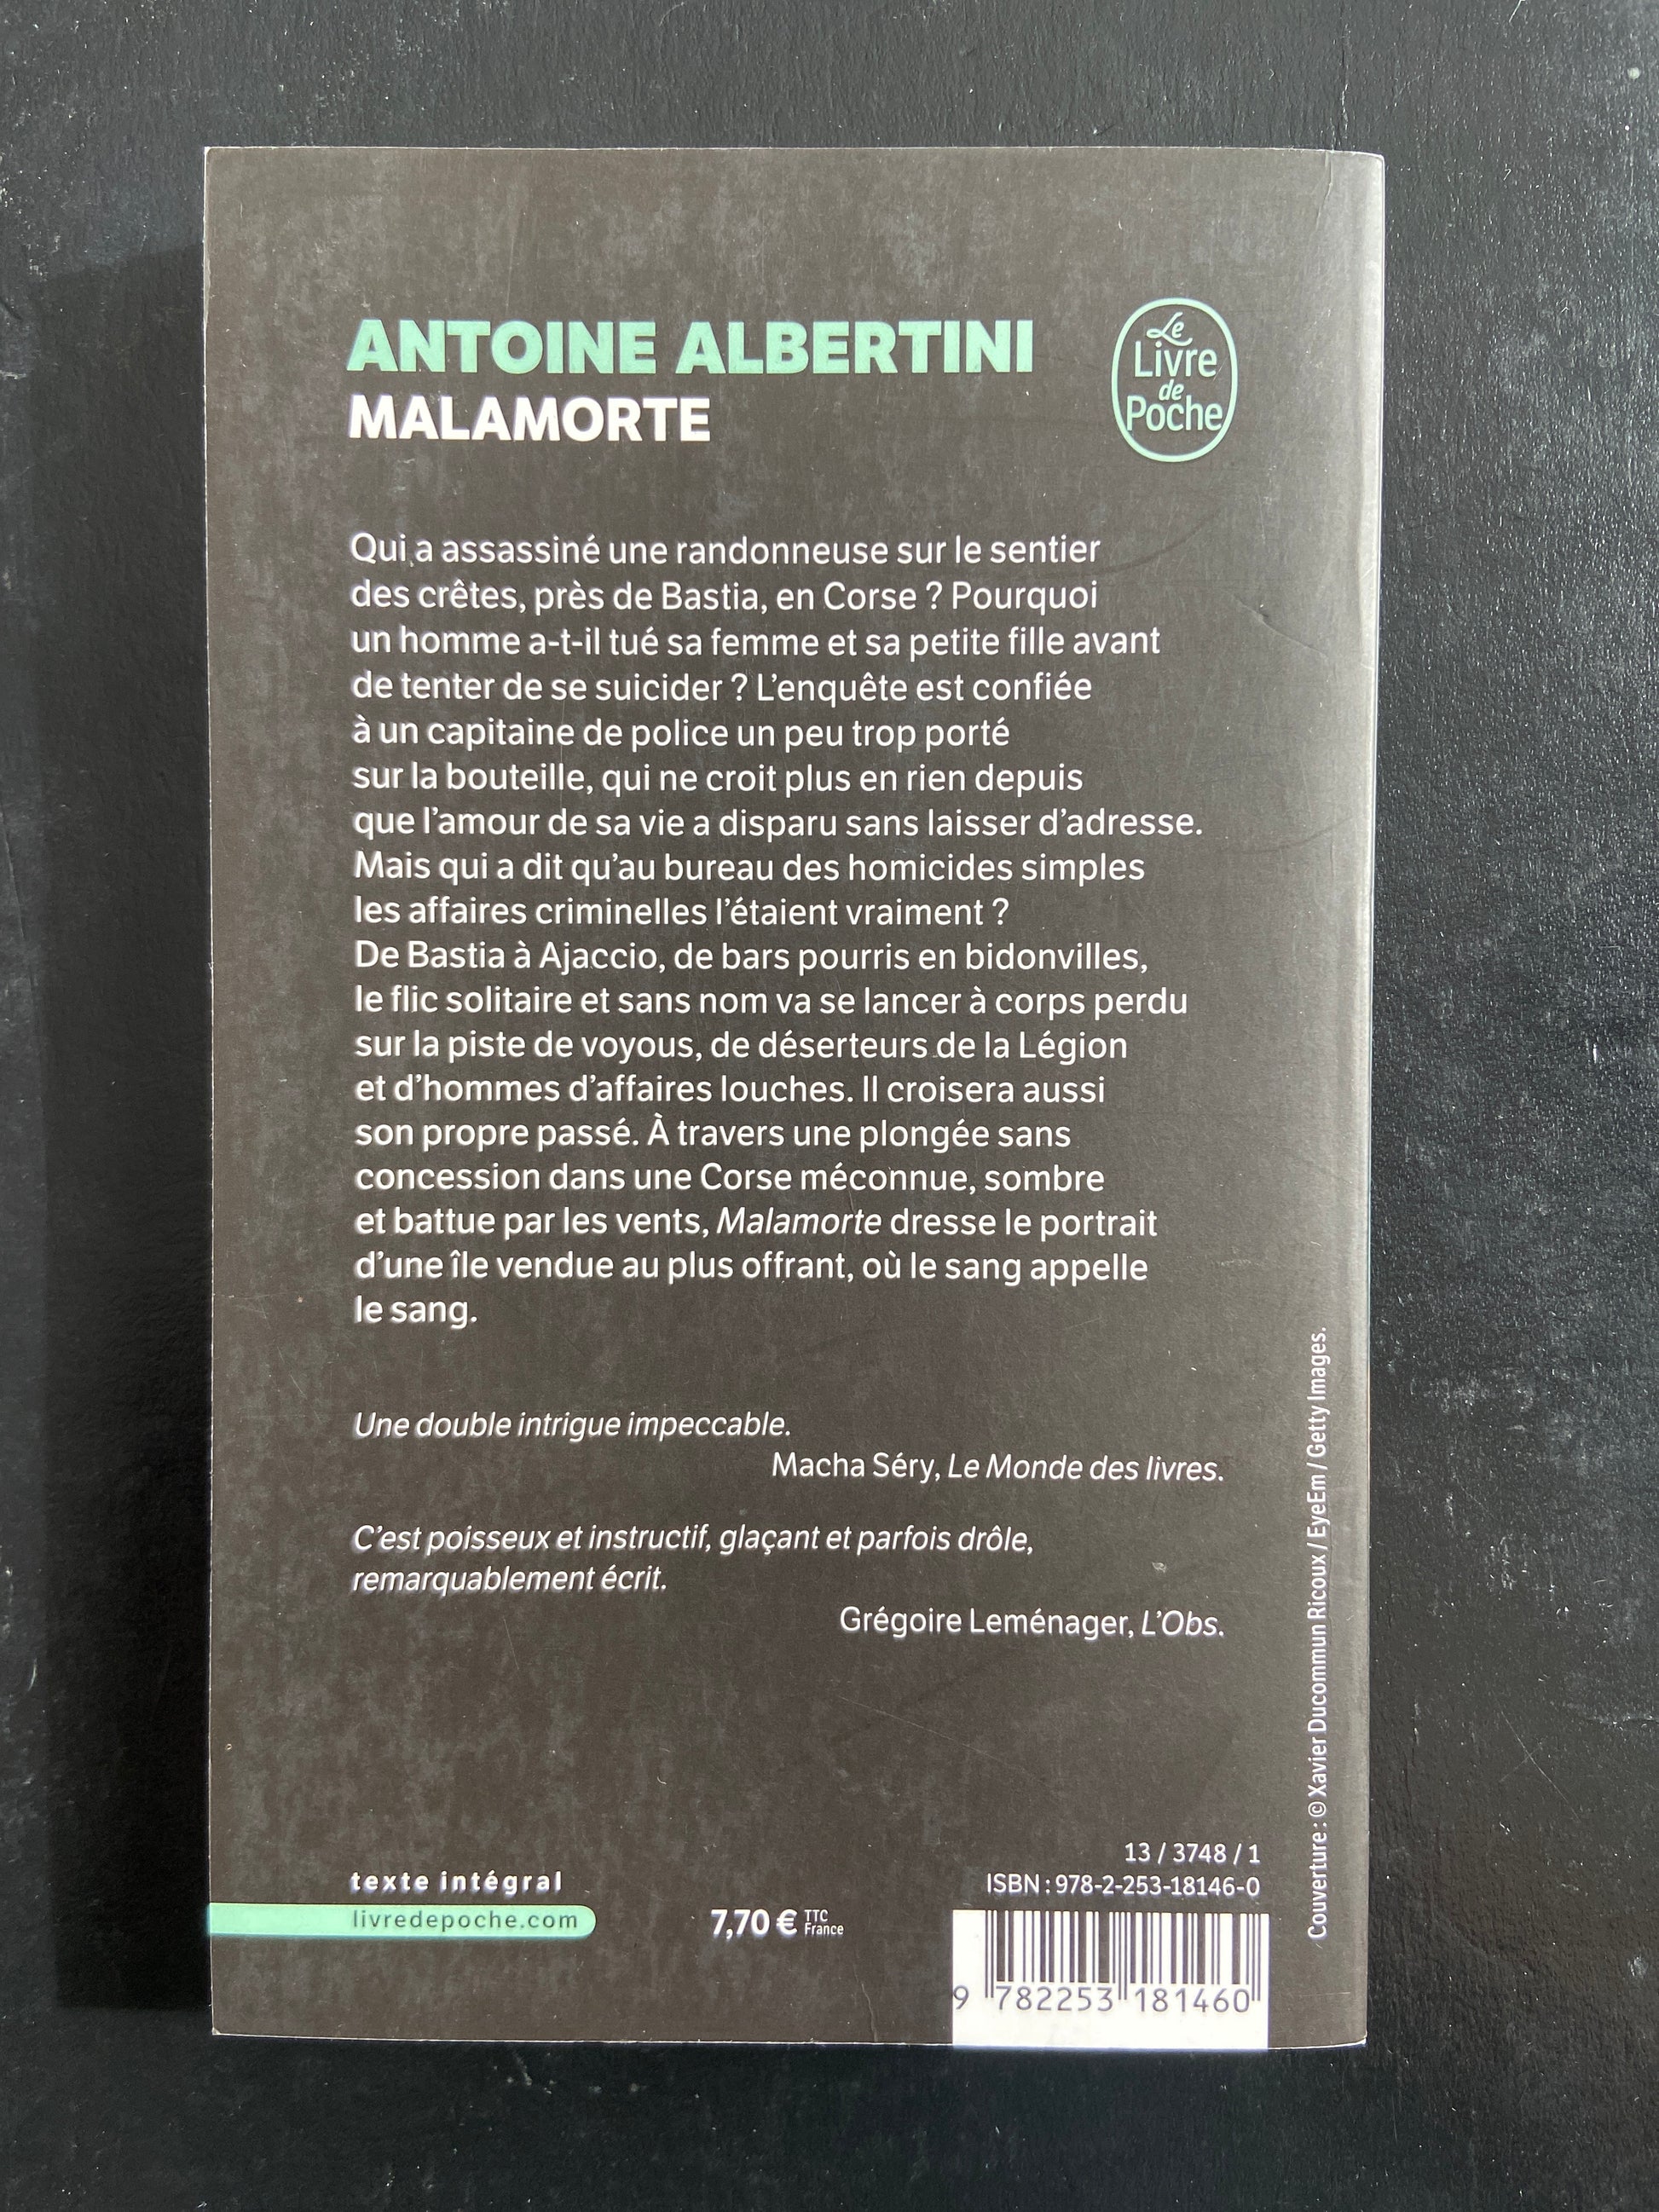 ANTOINE ALBERTINI
MALAMORTE
Le
Livre
de
Poche
Qui a assassiné une randonneuse sur le sentier
des crêtes, près de Bastia, en Corse ? Pourquoi
un homme a-t-il tué sa femme et sa petite fille avant
de tenter de se suicider ? L’enquête est confiée
à un capitaine de police un peu trop porté
sur la bouteille, qui ne croit plus en rien depuis
que l’amour de sa vie a disparu sans laisser d’adresse.
Mais qui a dit qu’au bureau des homicides simples
les affaires criminelles l’étaient vraiment ?
De Bastia à Ajaccio, de bars pourris en bidonvilles,
le flic solitaire et sans nom va se lancer à corps perdu
sur la piste de voyous, de déserteurs de la Légion
et d’hommes d’affaires louches. Il croisera aussi
son propre passé. À travers une plongée sans
concession dans une Corse méconnue, sombre
et battue par les vents, Malamorte dresse le portrait
d’une île vendue au plus offrant, où le sang appelle
le sang.
Une double intrigue impeccable.
Macha Séry, Le Monde des livres.
C’est poisseux et instructif, glaçant et parfois drôle,
remarquablement écrit.
Grégoire Leménager, L’Obs.
Couverture : © Xavier Ducommun Ricoux / EyeEm / Getty Images.
texte intégral
livredepoche.com
7,70 € TTC
France
13 / 3748 / 1
ISBN : 978-2-253-18146-0
9 782253 181460